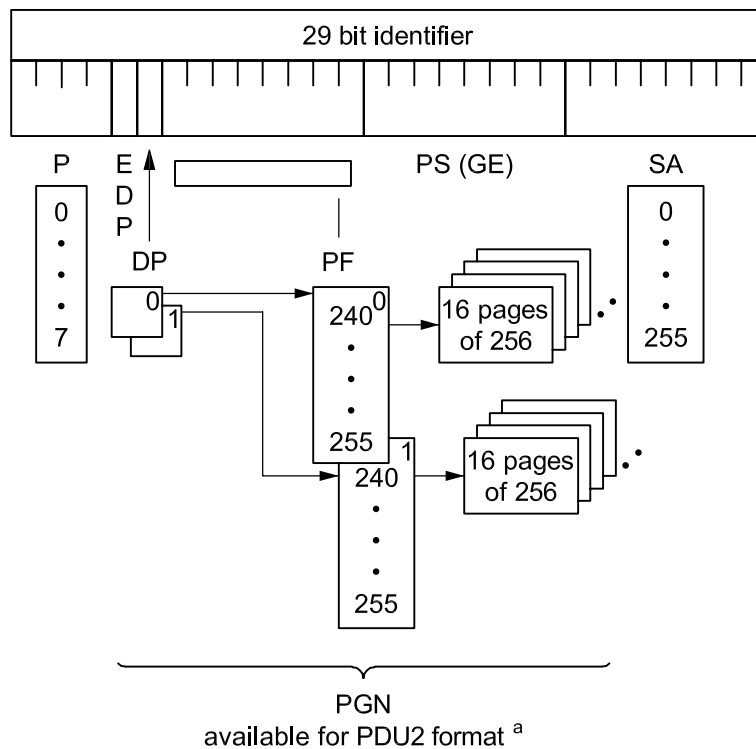 29 bit identifier
P
E
D
P
PS (GE)
SA
DP
PF
0
7
0
1
0
240
255
1
240
255
16 pages
of 256
16 pages
of 256
0
255
PGN
available for PDU2 format a